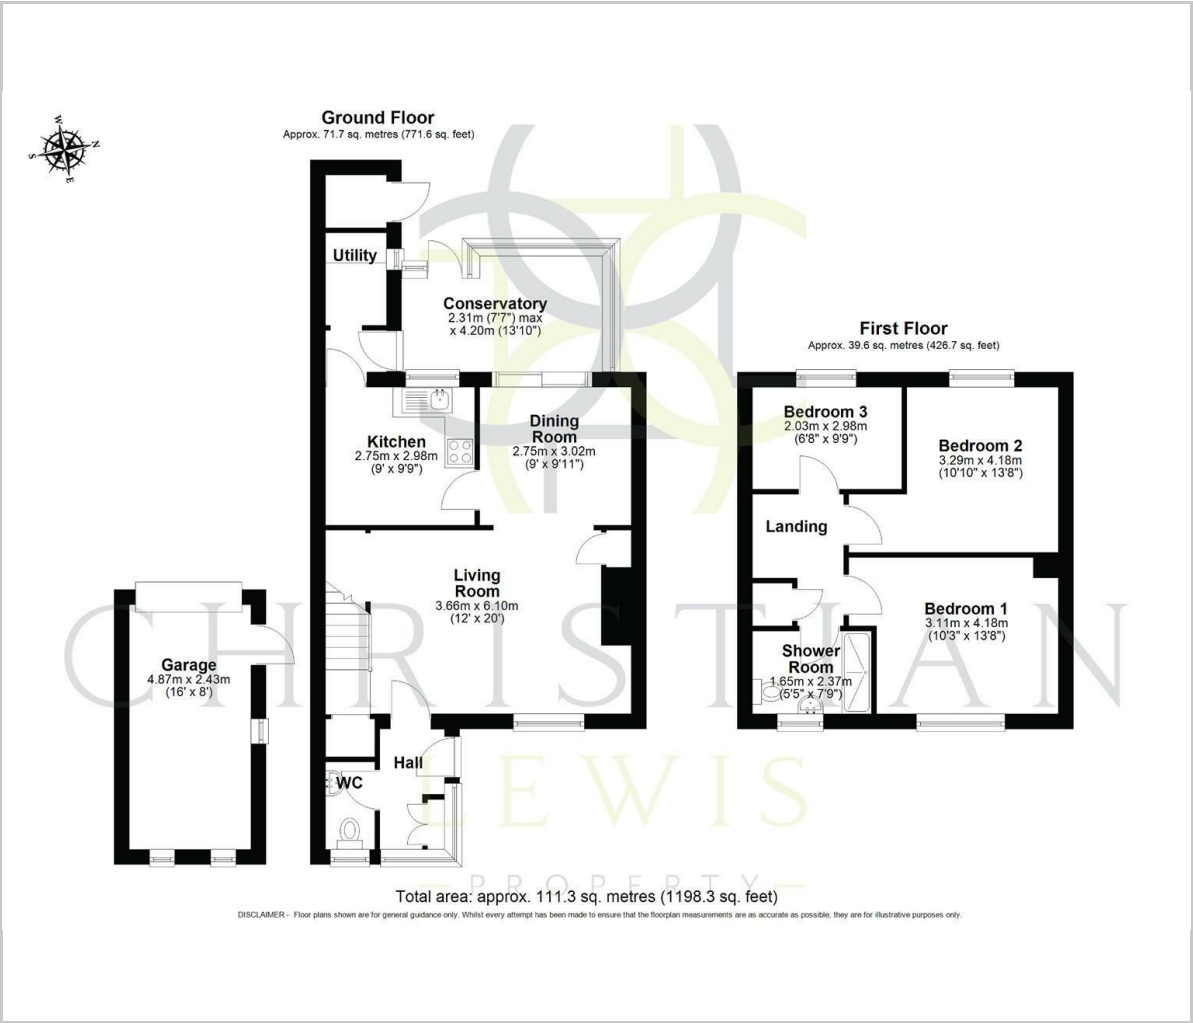 W
N
S
E
Ground Floor
Approx. 71.7 sq. metres (771.6 sq. feet)
Utility
Conservatory
2.31m (7'7") max
x 4.20m (13'10")
Kitchen
2.75m x 2.98m
(9' x 9'9")
Dining
Room
2.75m x 3.02m
(9' x 9'11")
Living
Room
3.66m x 6.10m
(12' x 20')
Garage
4.87m x 2.43m
(16' x 8')
Hall
WC
First Floor
Approx. 39.6 sq. metres (426.7 sq. feet)
Bedroom 3
2.03m x 2.98m
(6'8" x 9'9")
Bedroom 2
3.29m x 4.18m
(10'10" x 13'8")
Landing
Bedroom 1
3.11m x 4.18m
(10'3" x 13'8")
Shower
Room
1.65m x 2.37m
(5'5" x 7'9")
CHRISTIAN
LEWIS
PROPERTY
Total area: approx. 111.3 sq. metres (1198.3 sq. feet)
DISCLAIMER - Floor plans shown are for general guidance only. Whilst every attempt has been made to ensure that the floorplan measurements are as accurate as possible, they are for illustrative purposes only.